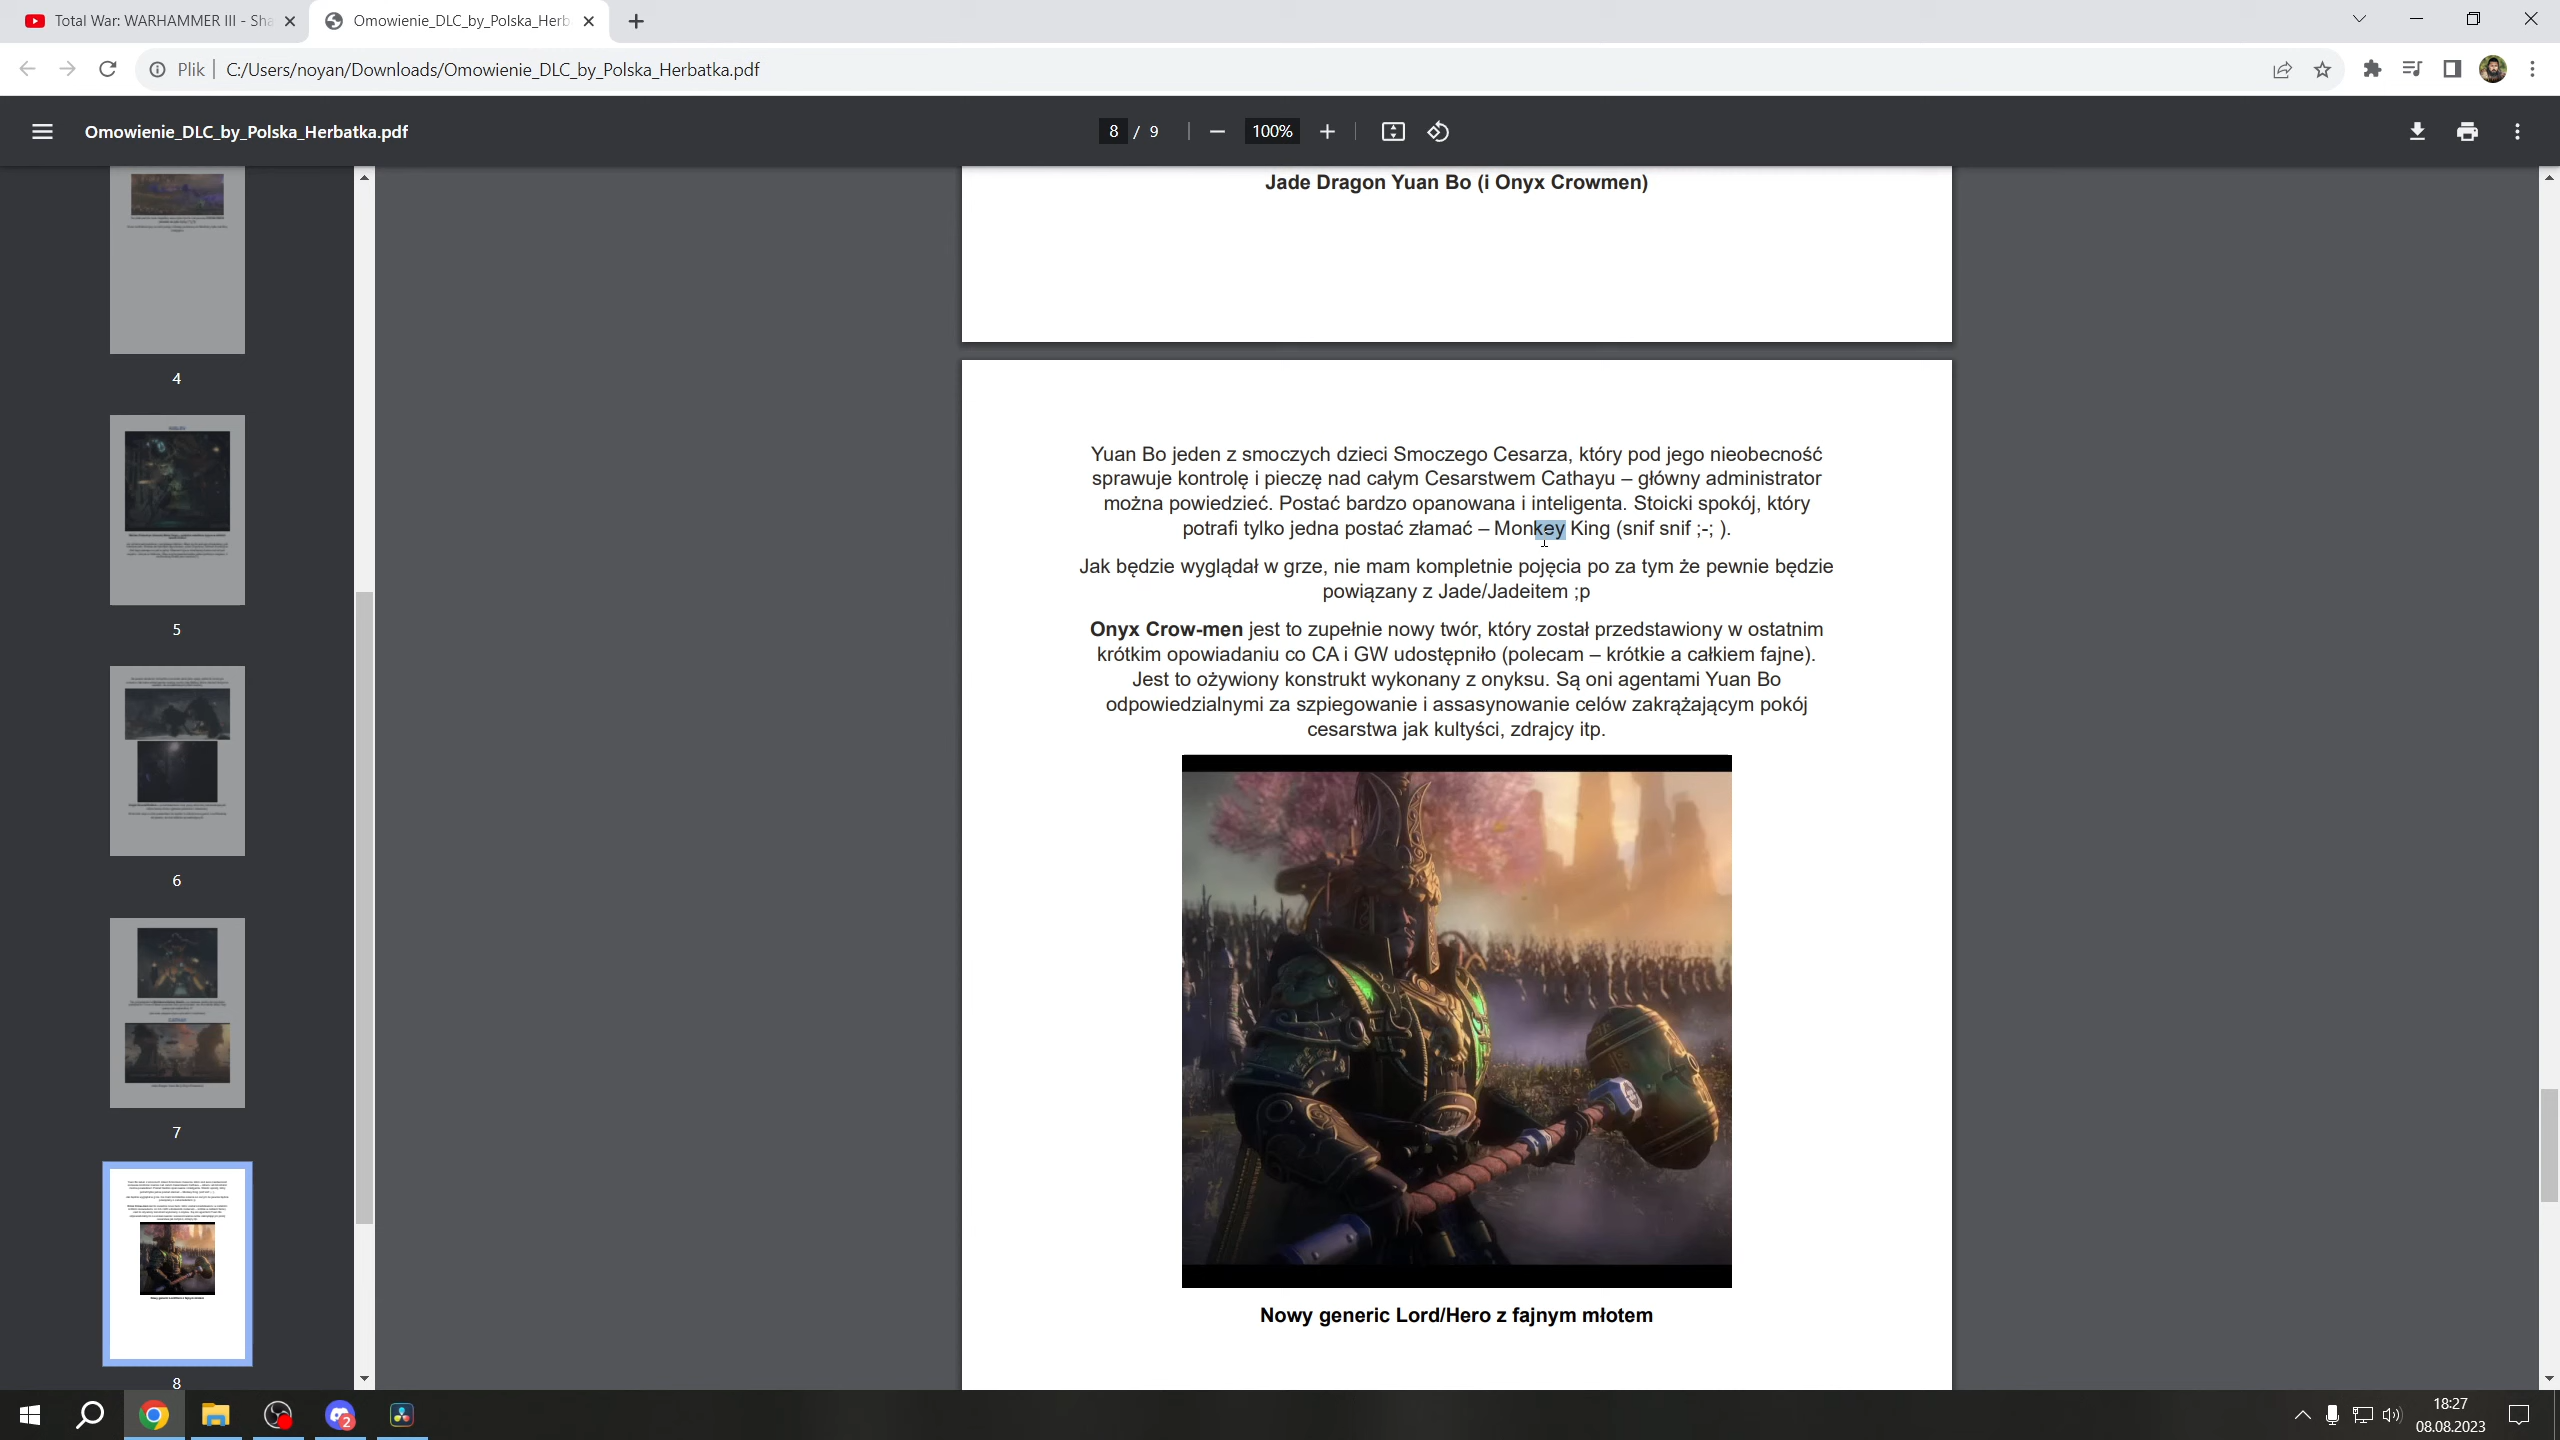 Total War: WARHAMMER III - Sha
Omowienie_DLC_by_Polska_Herb
Plik
C:/Users/noyan/Downloads/Omowienie_DLC_by_Polska_Herbatka.pdf
Omowienie_DLC_by_Polska_Herbatka.pdf
8 / 9
100%
4
5
6
7
8
Jade Dragon Yuan Bo (i Onyx Crowmen)
Yuan Bo jeden z smoczych dzieci Smoczego Cesarza, który pod jego nieobecność
sprawuje kontrolę i pieczę nad całym Cesarstwem Cathayu – główny administrator
można powiedzieć. Postać bardzo opanowana i inteligenta. Stoicki spokój, który
potrafi tylko jedna postać złamać – Monkey King (snif snif ;-; ).
Jak będzie wyglądał w grze, nie mam kompletnie pojęcia po za tym że pewnie będzie
powiązany z Jade/Jadeitem ;p
Onyx Crow-men jest to zupełnie nowy twór, który został przedstawiony w ostatnim
krótkim opowiadaniu co CA i GW udostępniło (polecam – krótkie a całkiem fajne).
Jest to ożywiony konstrukt wykonany z onyksu. Są oni agentami Yuan Bo
odpowiedzialnymi za szpiegowanie i assasynowanie celów zakrążającym pokój
cesarstwa jak kultyści, zdrajcy itp.
Nowy generic Lord/Hero z fajnym młotem
2
18:27
08.08.2023